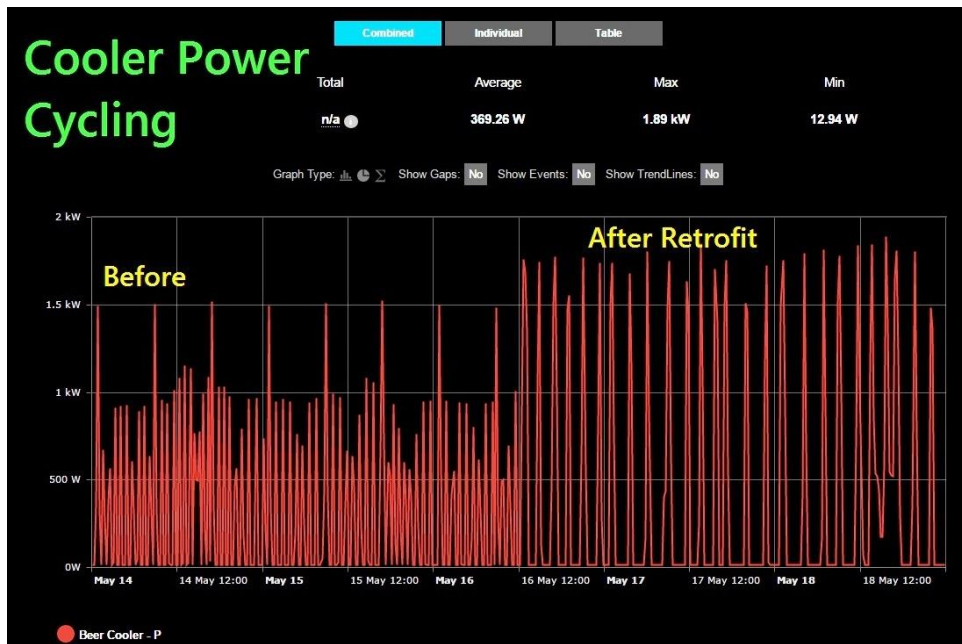 Cooler Power
Cycling
Combined Individual Table
Total Average Max Min
n/a 369.26 W 1.89 kW 12.94 W
Graph Type: Show Gaps: No Show Events: No Show TrendLines: No
2 kW
After Retrofit
Before
1.5 kW
1 kW
500 W
0W
May 14 14 May 12:00 May 15 15 May 12:00 May 16 16 May 12:00 May 17 17 May 12:00 May 18 18 May 12:00
Beer Cooler - P